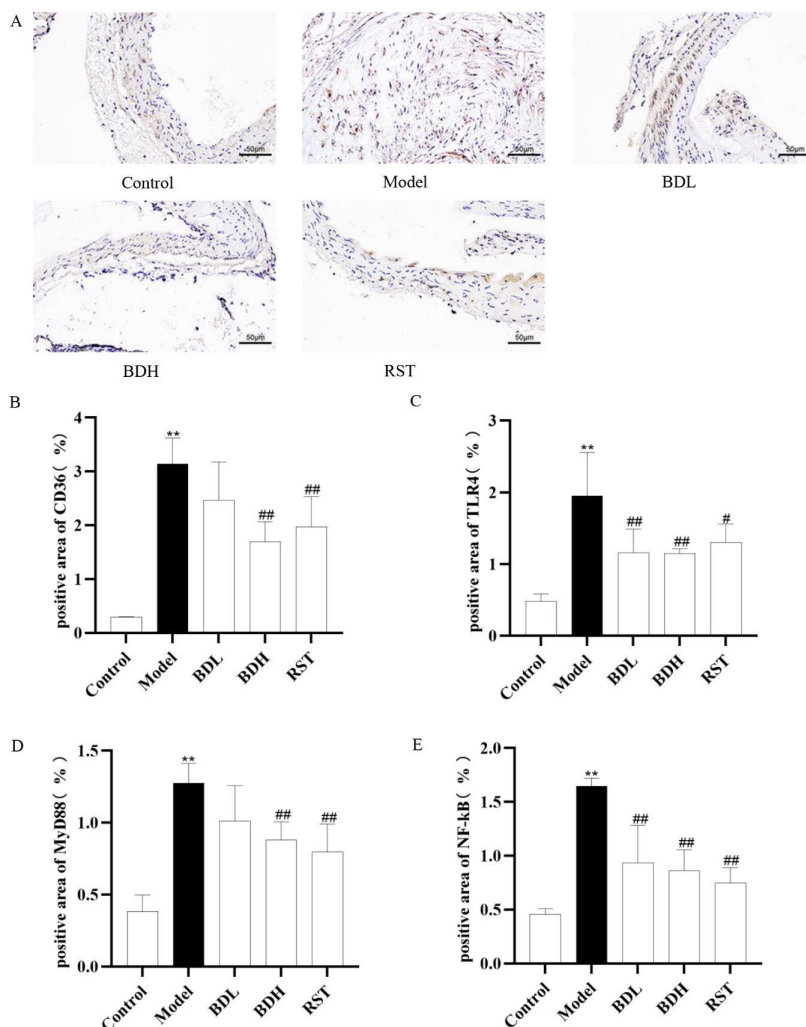 A
50μm
50μm
50μm
Control
Model
BDL
50μm
50μm
BDH
RST
B
positive area of CD36( %)
4
3
2
1
0
**
##
##
Control
Model
BDL
BDH
RST
C
positive area of TLR4( %)
3
2
1
0
**
##
##
#
Control
Model
BDL
BDH
RST
D
positive area of MyD88( %)
1.5
1.0
0.5
0.0
**
##
##
Control
Model
BDL
BDH
RST
E
positive area of NF-kB( %)
2.0
1.5
1.0
0.5
0.0
**
##
##
##
Control
Model
BDL
BDH
RST